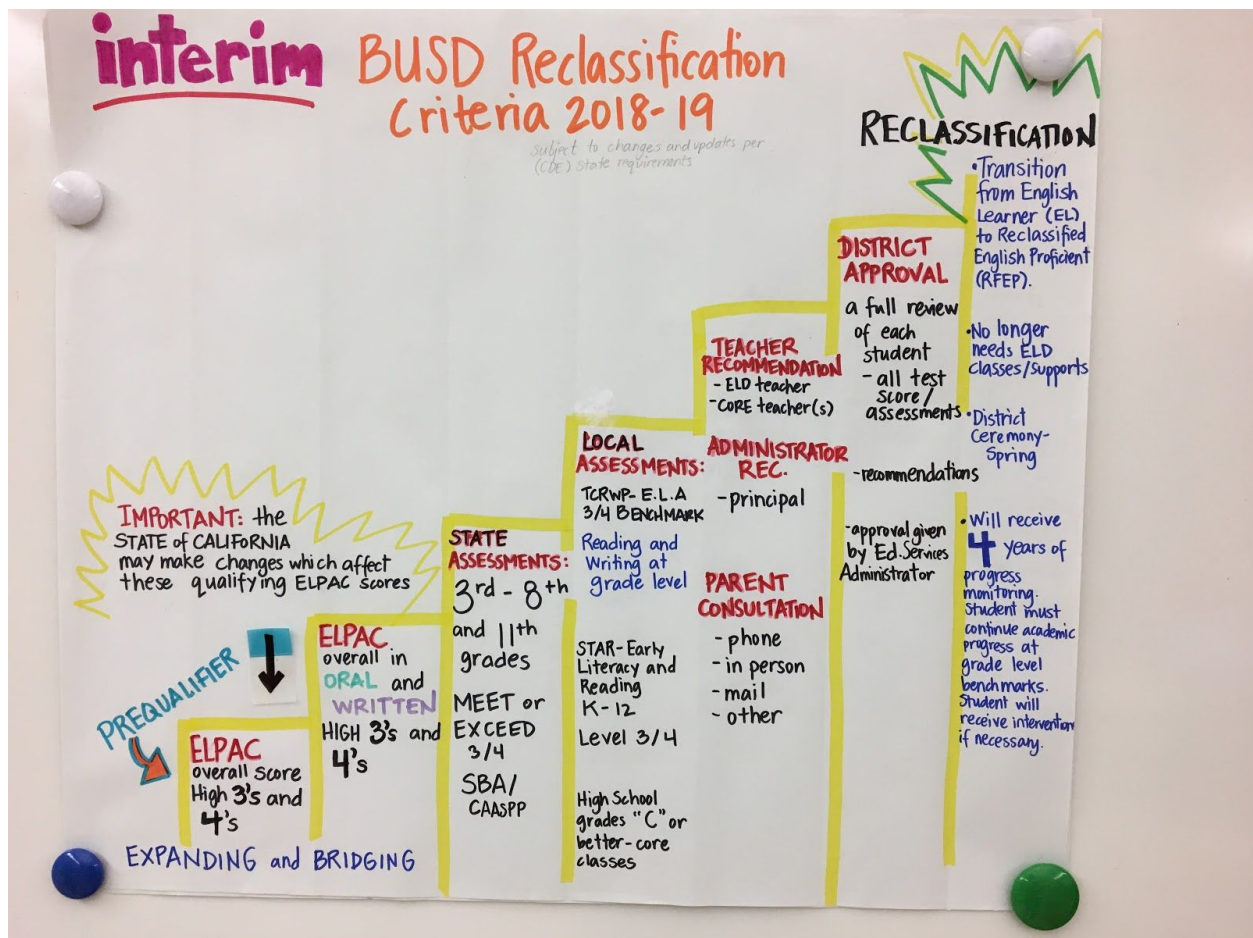 interim
BUSD Reclassification
Criteria 2018-19
subject to changes and updates per
(CDE) State requirements
IMPORTANT: the
STATE of CALIFORNIA
may make changes which affect
these qualifying ELPAC scores
PREQUALIFIER
ELPAC
overall score
High 3's and
4's
EXPANDING and BRIDGING
ELPAC
overall in
ORAL and
WRITTEN
HIGH 3's and
4's
STATE
ASSESSMENTS:
3rd - 8th
and 11th
grades
MEET or
EXCEED
3/4
SBA/
CAASPP
LOCAL
ASSESSMENTS:
TCRWP- E.L.A
3/4 BENCHMARK
Reading and
Writing at
grade level
STAR-Early
Literacy and
Reading
K-12
Level 3/4
High School
grades "C" or
better-core
classes
TEACHER
RECOMMENDATION
- ELD teacher
- CORE teacher(s)
ADMINISTRATOR
REC.
- principal
PARENT
CONSULTATION
- phone
- in person
- mail
- other
DISTRICT
APPROVAL
a full review
of each
student
- all test
score/
assessments
- recommendations
- approval given
by Ed. Services
Administrator
RECLASSIFICATION
• Transition
from English
Learner (EL)
to Reclassified
English Proficient
(RFEP).
• No longer
needs ELD
classes/supports
• District
Ceremony-
Spring
• Will receive
4 years of
progress
monitoring.
Student must
continue academic
progress at
grade level
benchmarks.
Student will
receive intervention
if necessary.